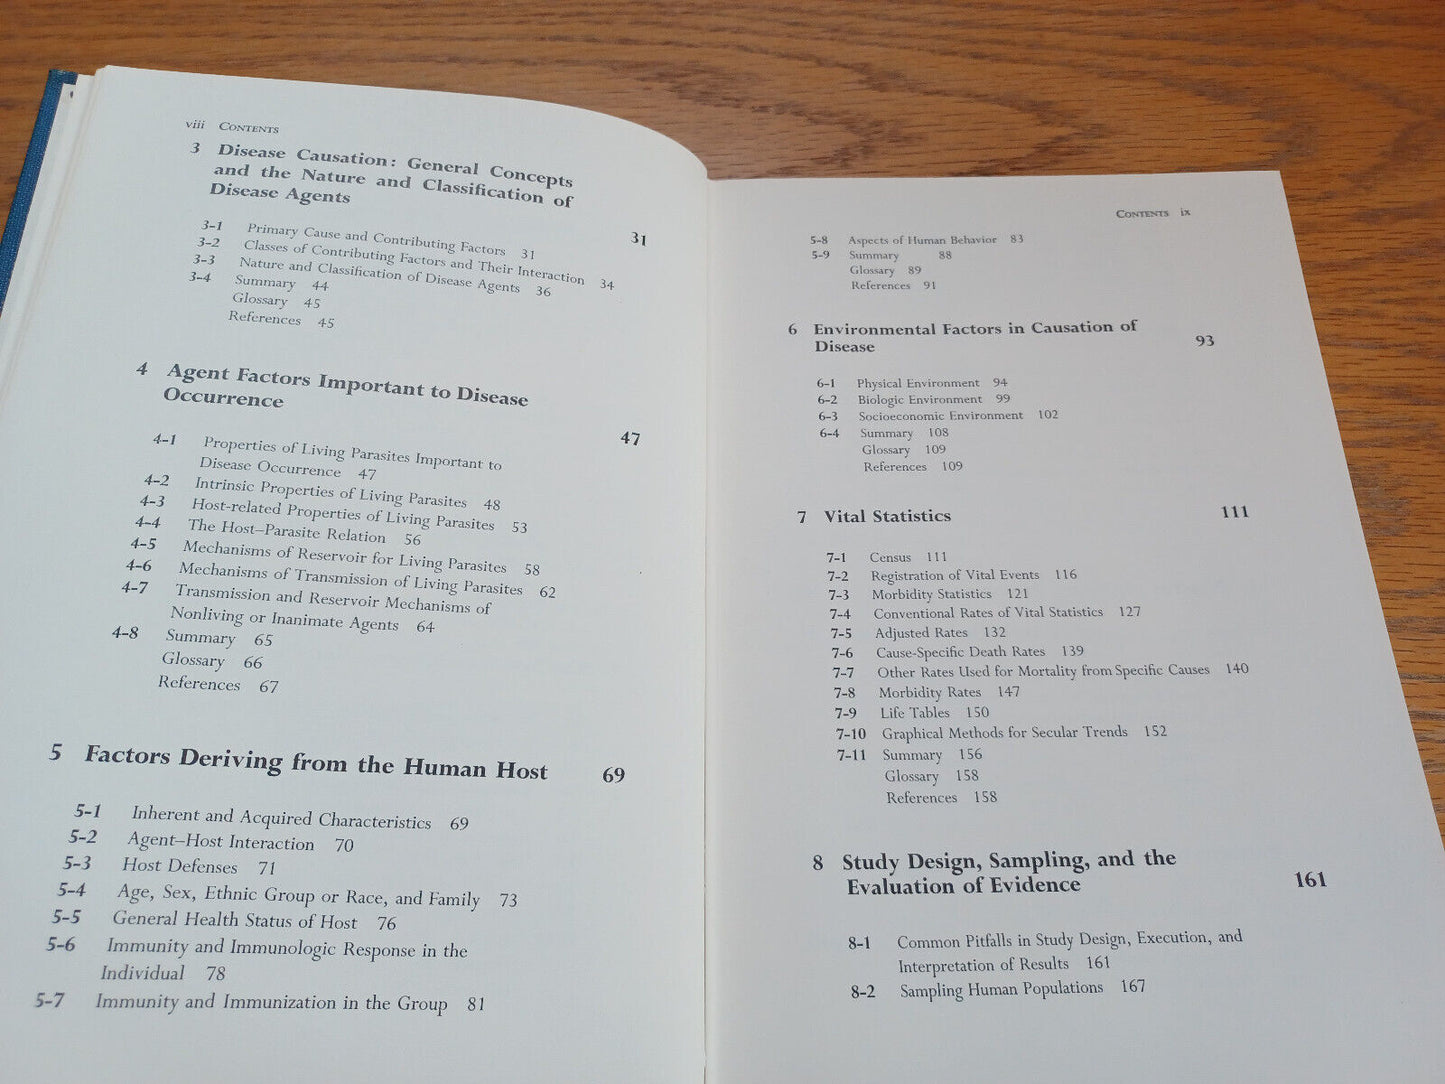 viii CONTENTS
3 Disease Causation: General Concepts
and the Nature and Classification of
Disease Agents 31
3-1 Primary Cause and Contributing Factors 31
3-2 Classes of Contributing Factors and Their Interaction 34
3-3 Nature and Classification of Disease Agents 36
3-4 Summary 44
Glossary 45
References 45
4 Agent Factors Important to Disease
Occurrence 47
4-1 Properties of Living Parasites Important to
Disease Occurrence 47
4-2 Intrinsic Properties of Living Parasites 48
4-3 Host-related Properties of Living Parasites 53
4-4 The Host–Parasite Relation 56
4-5 Mechanisms of Reservoir for Living Parasites 58
4-6 Mechanisms of Transmission of Living Parasites 62
4-7 Transmission and Reservoir Mechanisms of
Nonliving or Inanimate Agents 64
4-8 Summary 65
Glossary 66
References 67
5 Factors Deriving from the Human Host 69
5-1 Inherent and Acquired Characteristics 69
5-2 Agent–Host Interaction 70
5-3 Host Defenses 71
5-4 Age, Sex, Ethnic Group or Race, and Family 73
5-5 General Health Status of Host 76
5-6 Immunity and Immunologic Response in the
Individual 78
5-7 Immunity and Immunization in the Group 81
CONTENTS ix
5-8 Aspects of Human Behavior 83
5-9 Summary 88
Glossary 89
References 91
6 Environmental Factors in Causation of
Disease 93
6-1 Physical Environment 94
6-2 Biologic Environment 99
6-3 Socioeconomic Environment 102
6-4 Summary 108
Glossary 109
References 109
7 Vital Statistics 111
7-1 Census 111
7-2 Registration of Vital Events 116
7-3 Morbidity Statistics 121
7-4 Conventional Rates of Vital Statistics 127
7-5 Adjusted Rates 132
7-6 Cause-Specific Death Rates 139
7-7 Other Rates Used for Mortality from Specific Causes 140
7-8 Morbidity Rates 147
7-9 Life Tables 150
7-10 Graphical Methods for Secular Trends 152
7-11 Summary 156
Glossary 158
References 158
8 Study Design, Sampling, and the
Evaluation of Evidence 161
8-1 Common Pitfalls in Study Design, Execution, and
Interpretation of Results 161
8-2 Sampling Human Populations 167